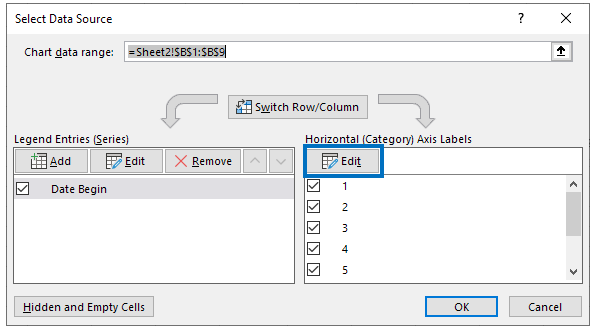 Select Data Source
?
Chart data range: =Sheet2!$B$1:$B$9
Switch Row/Column
Legend Entries (Series)
Horizontal (Category) Axis Labels
Add Edit Remove
Edit
Date Begin
1
2
3
4
5
Hidden and Empty Cells
OK
Cancel